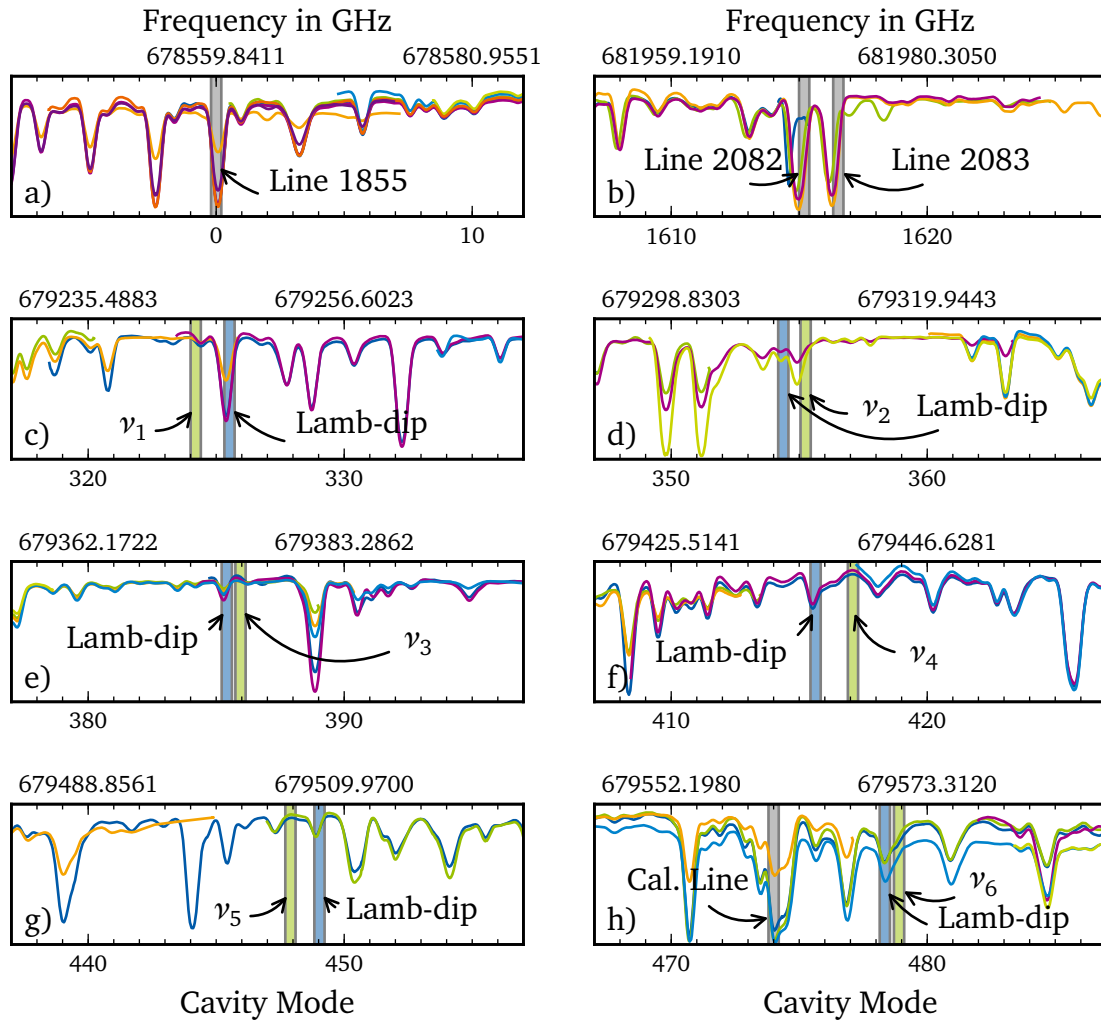 Frequency in GHz
Frequency in GHz
678559.8411 678580.9551
681959.1910 681980.3050
a) Line 1855
0 10
b) Line 2082 Line 2083
1610 1620
679235.4883 679256.6023
679298.8303 679319.9443
c) ν1 Lamb-dip
320 330
d) ν2 Lamb-dip
350 360
679362.1722 679383.2862
679425.5141 679446.6281
Lamb-dip ν3
e)
380 390
Lamb-dip ν4
f)
410 420
679488.8561 679509.9700
679552.1980 679573.3120
g) ν5 Lamb-dip
440 450
Cal. Line ν6
h) Lamb-dip
470 480
Cavity Mode
Cavity Mode